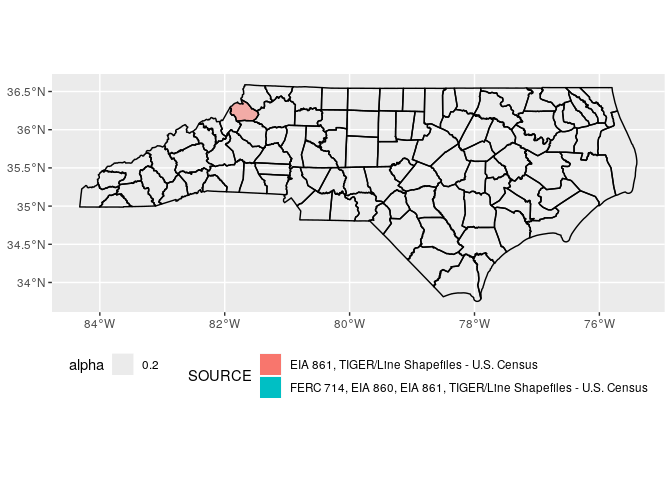 36.5°N
36°N
35.5°N
35°N
34.5°N
34°N
84°W 82°W 80°W 78°W 76°W
alpha 0.2
SOURCE
EIA 861, TIGER/Line Shapefiles - U.S. Census
FERC 714, EIA 860, EIA 861, TIGER/Line Shapefiles - U.S. Census